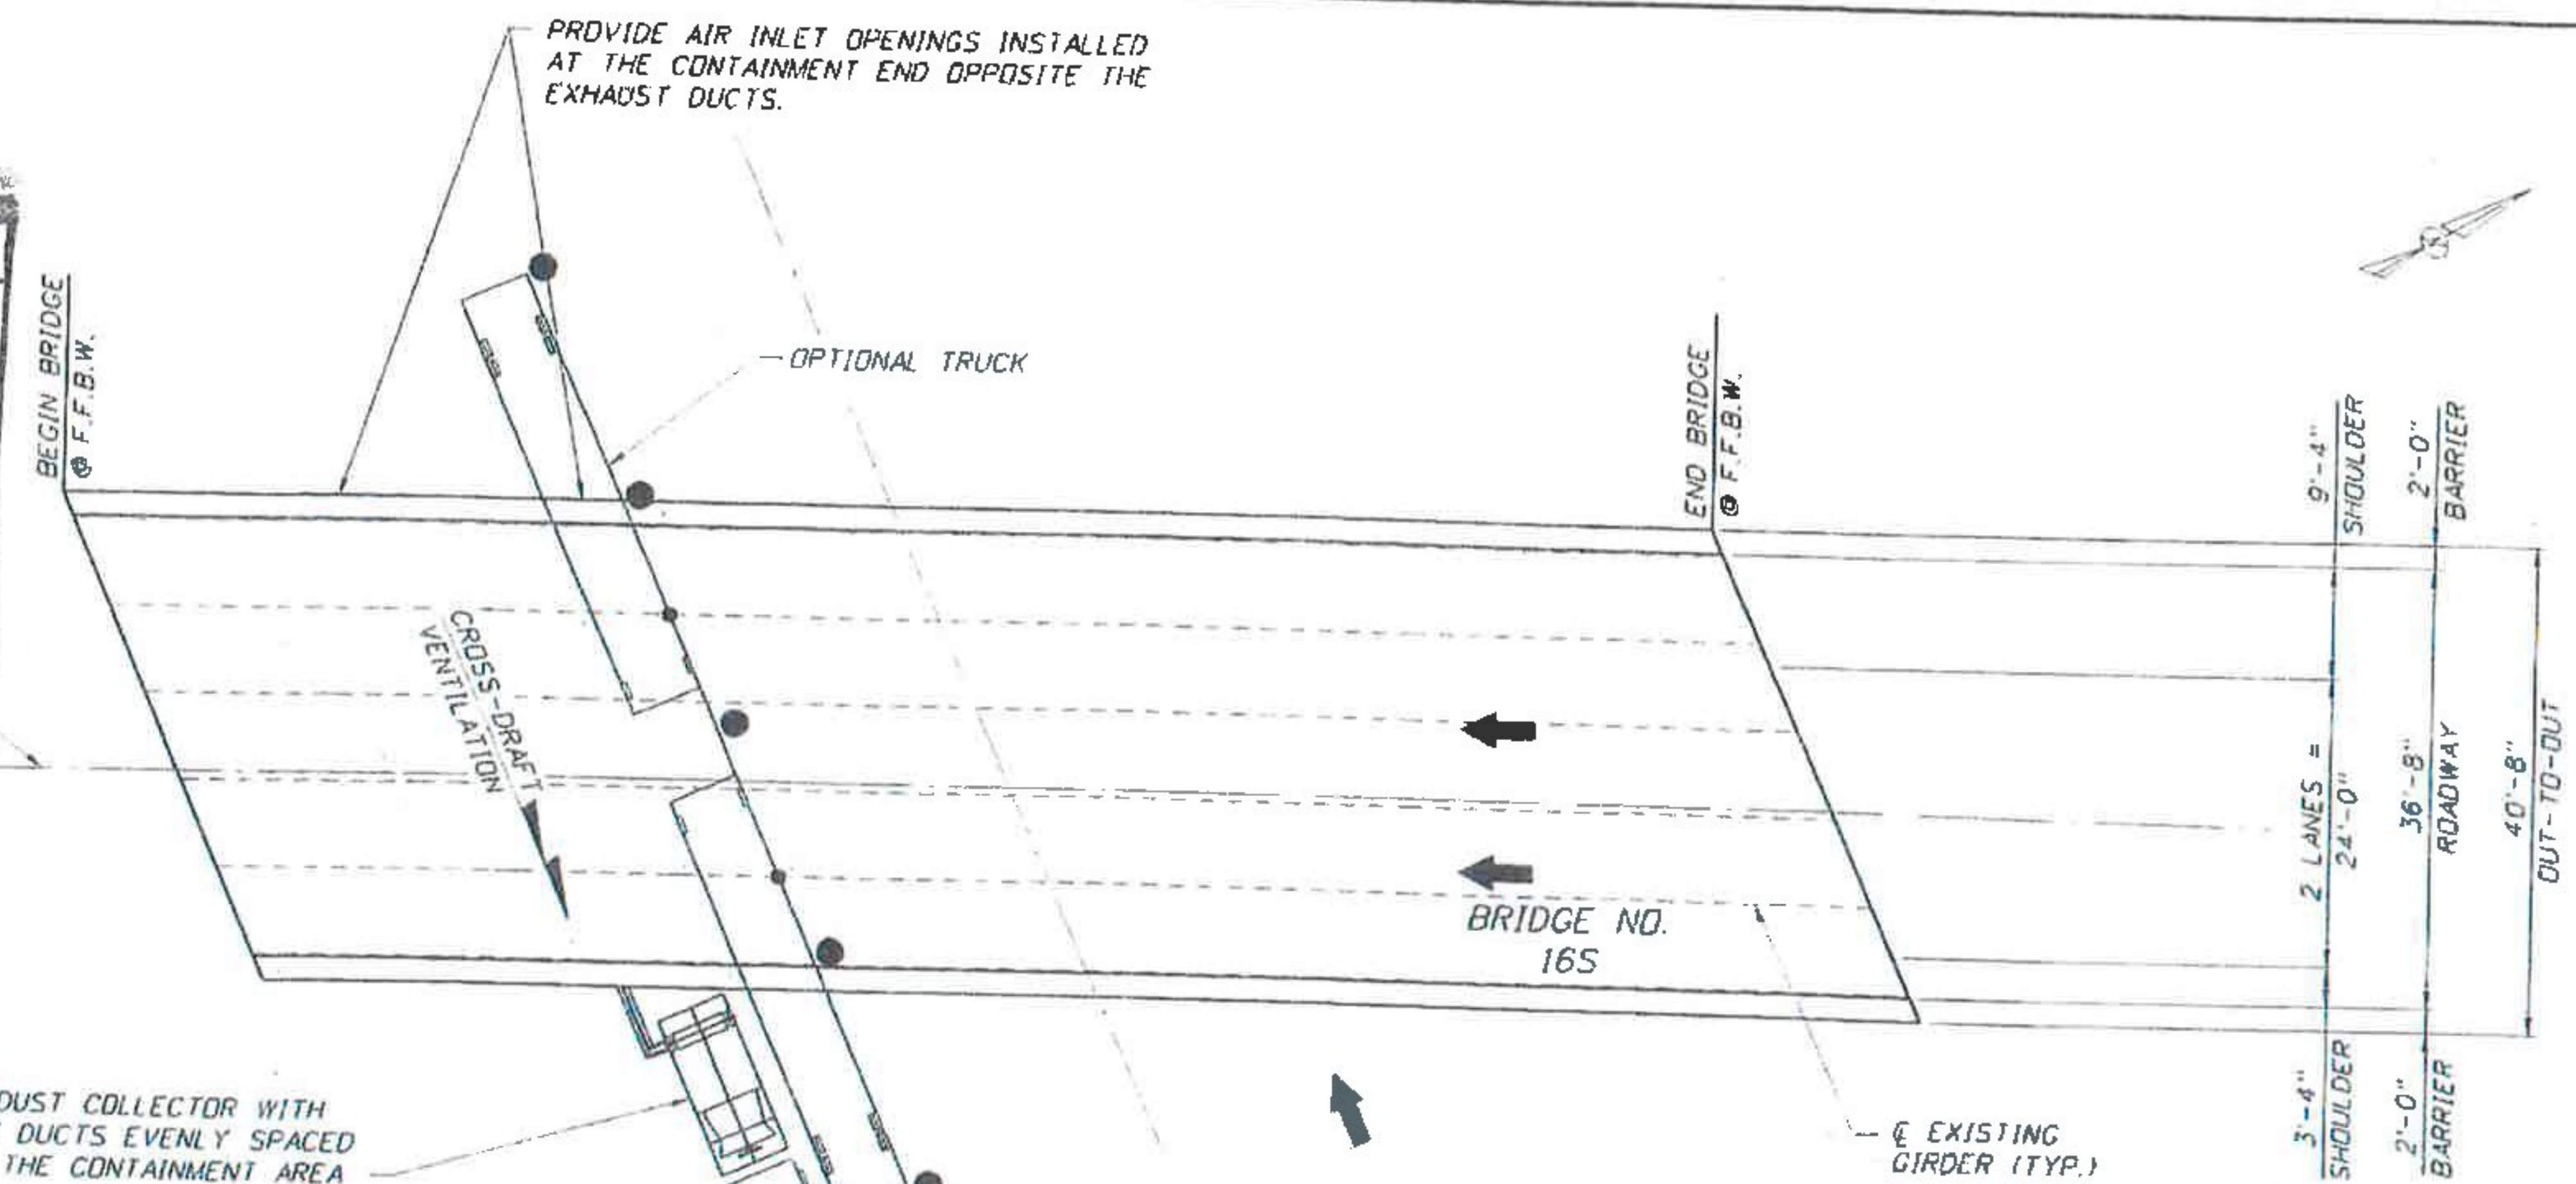 PROVIDE AIR INLET OPENINGS INSTALLED
AT THE CONTAINMENT END OPPOSITE THE
EXHAUST DUCTS.
BEGIN BRIDGE
@ F.F.B.W.
OPTIONAL TRUCK
END BRIDGE
@ F.F.B.W.
9'-4"
SHOULDER
2'-0"
BARRIER
CROSS-DRAFT
VENTILATION
2 LANES =
24'-0"
36'-8"
ROADWAY
40'-8"
OUT-TO-OUT
BRIDGE NO.
16S
DUST COLLECTOR WITH
DUCTS EVENLY SPACED
THE CONTAINMENT AREA
℄ EXISTING
GIRDER (TYP.)
3'-4"
SHOULDER
2'-0"
BARRIER